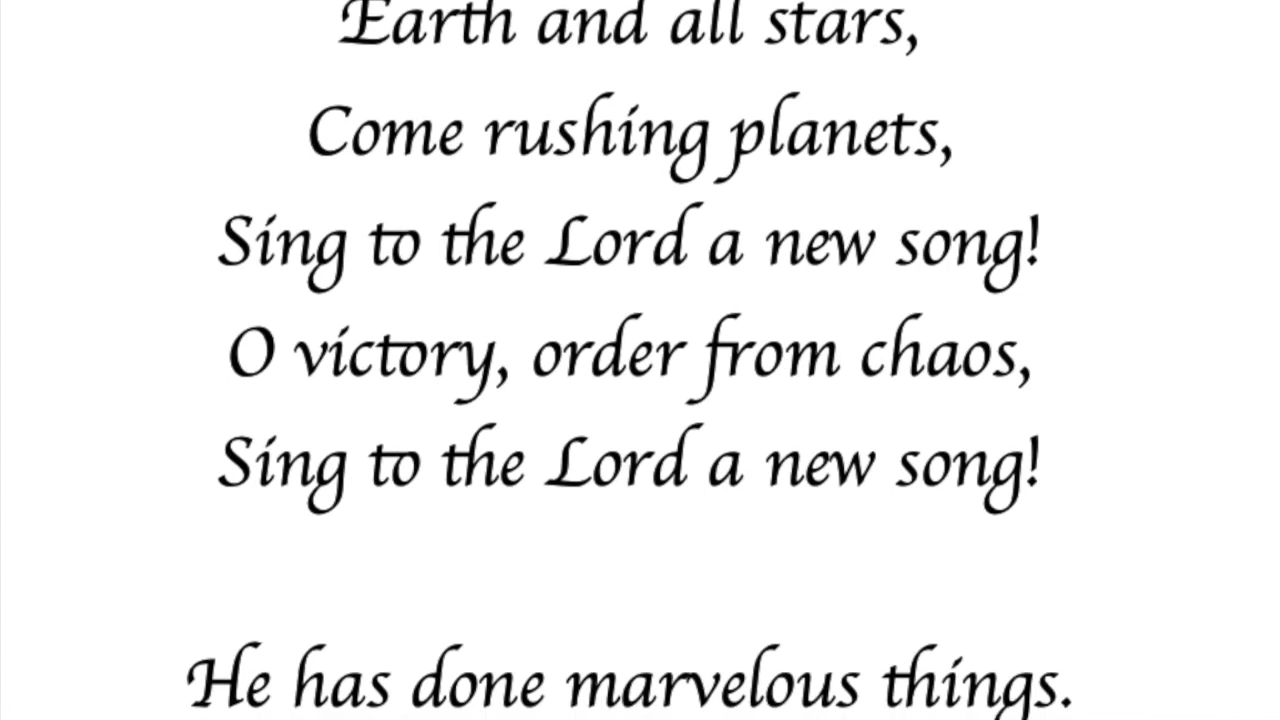 Earth and all stars,
Come rushing planets,
Sing to the Lord a new song!
O victory, order from chaos,
Sing to the Lord a new song!
He has done marvelous things.